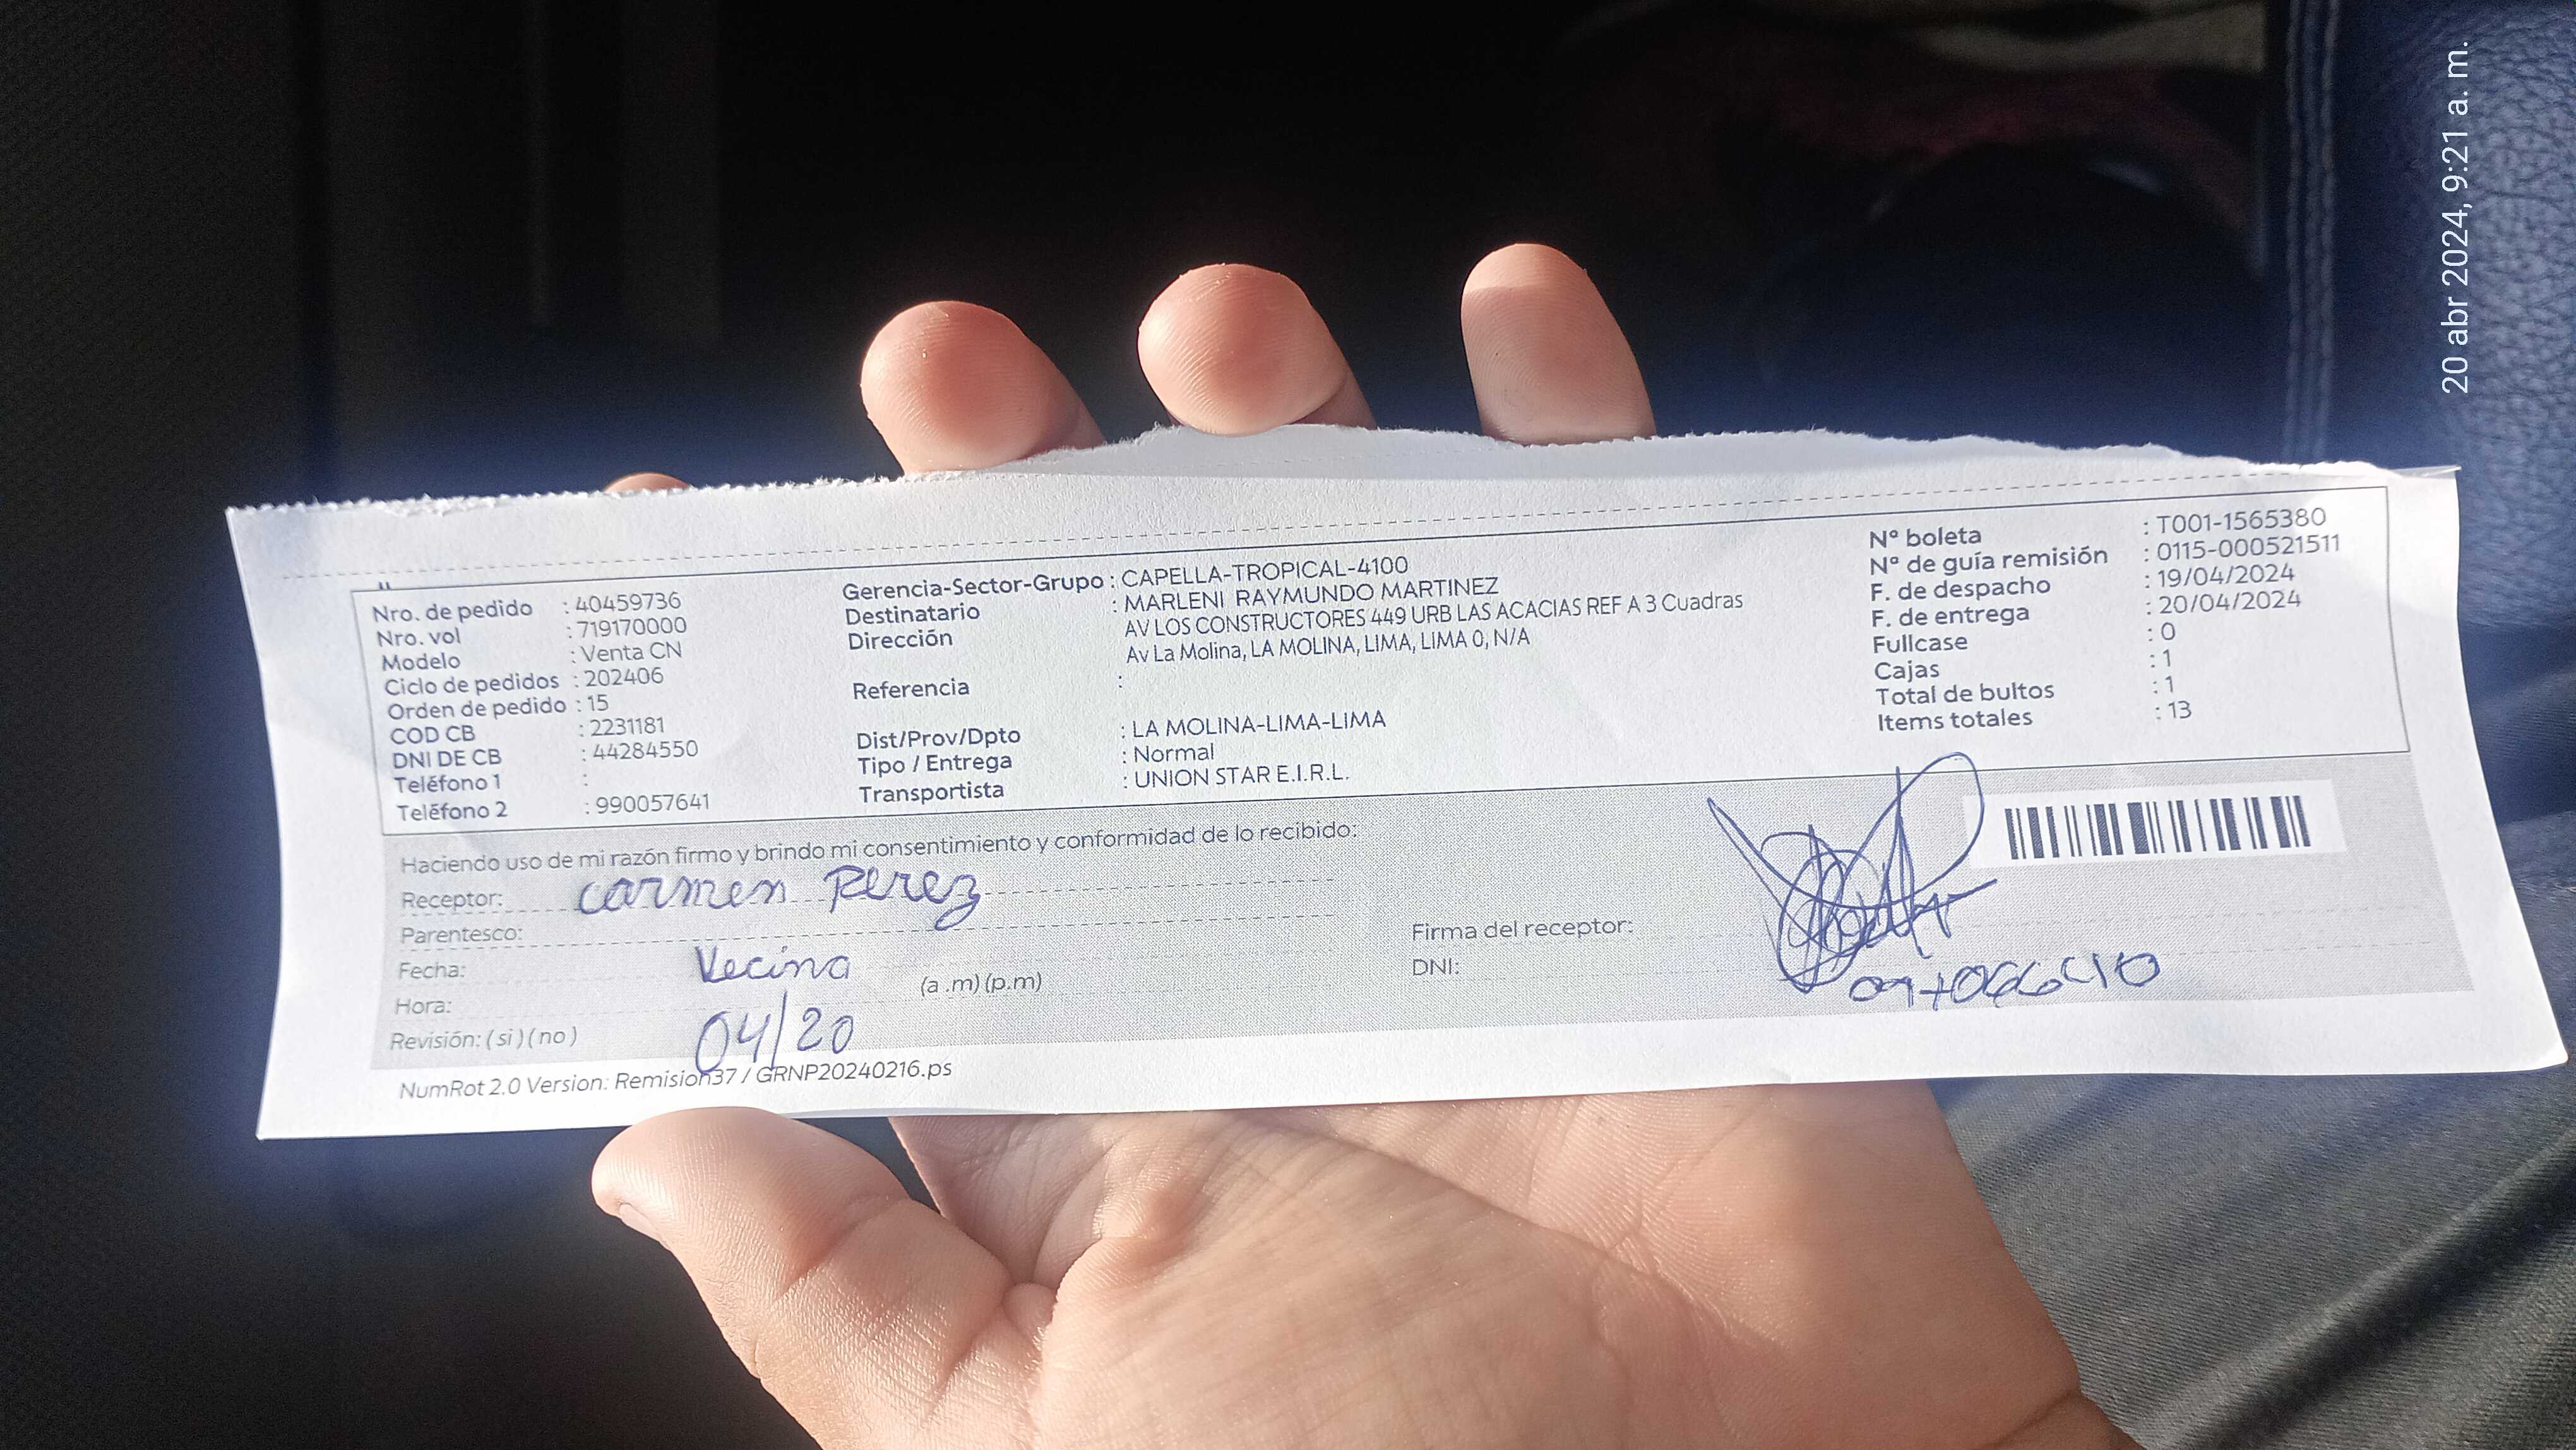 20 abr 2024, 9:21 a. m.
Nro. de pedido : 40459736
Nro. vol : 719170000
Modelo : Venta CN
Ciclo de pedidos : 202406
Orden de pedido : 15
COD CB : 2231181
DNI DE CB : 44284550
Teléfono 1 :
Teléfono 2 : 990057641
Gerencia-Sector-Grupo : CAPELLA-TROPICAL-4100
Destinatario : MARLENI RAYMUNDO MARTINEZ
Dirección AV LOS CONSTRUCTORES 449 URB LAS ACACIAS REF A 3 Cuadras
Av La Molina, LA MOLINA, LIMA, LIMA 0, N/A
Referencia :
Dist/Prov/Dpto : LA MOLINA-LIMA-LIMA
Tipo / Entrega : Normal
Transportista : UNION STAR E.I.R.L.
Nº boleta : T001-1565380
Nº de guía remisión : 0115-000521511
F. de despacho : 19/04/2024
F. de entrega : 20/04/2024
Fullcase : 0
Cajas : 1
Total de bultos : 1
Items totales : 13
Haciendo uso de mi razón firmo y brindo mi consentimiento y conformidad de lo recibido:
Receptor: carmen Perez
Parentesco:
Fecha: Vecina
Hora: (a .m) (p.m)
Revisión: ( si ) ( no ) 04/20
Firma del receptor:
DNI:
NumRot 2.0 Version: Remision37 / GRNP20240216.ps